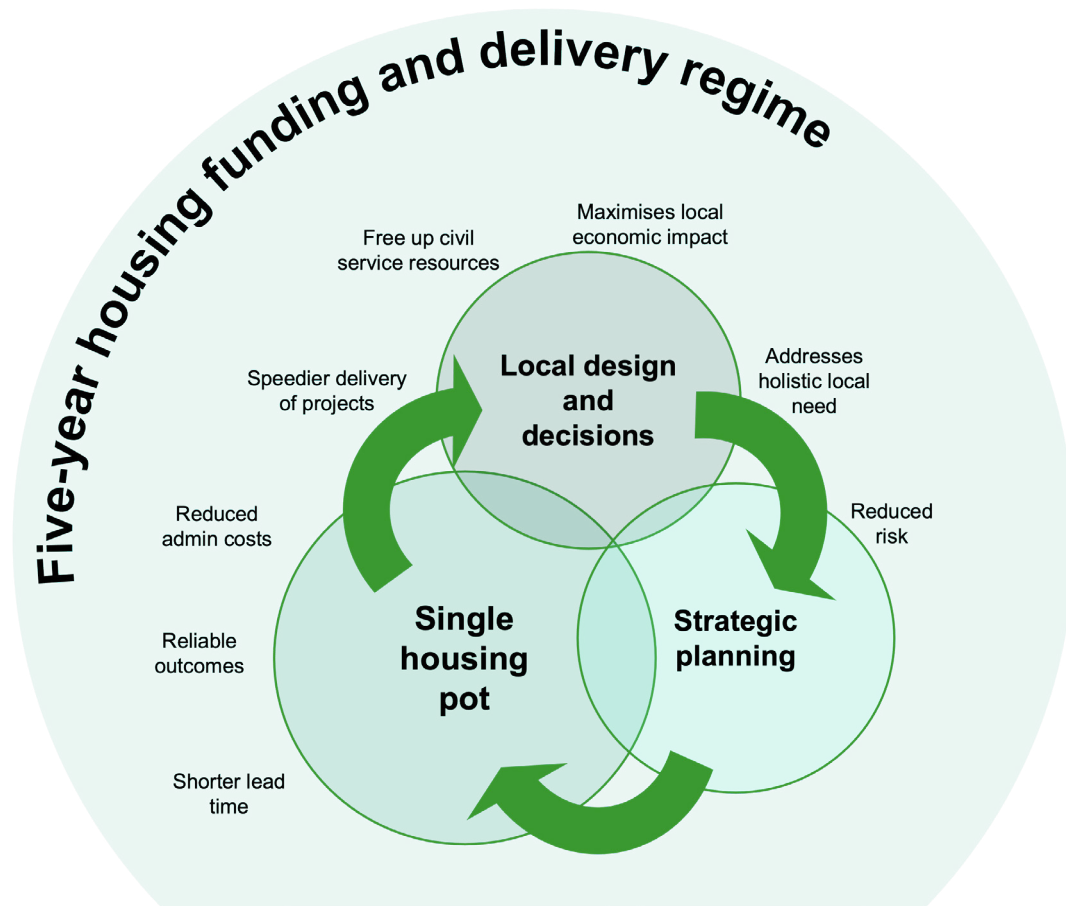 Five-year housing funding and delivery regime
Maximises local
economic impact
Free up civil
service resources
Local design
and
decisions
Addresses
holistic local
need
Speedier delivery
of projects
Reduced
admin costs
Reduced
risk
Single
housing
pot
Strategic
planning
Reliable
outcomes
Shorter lead
time